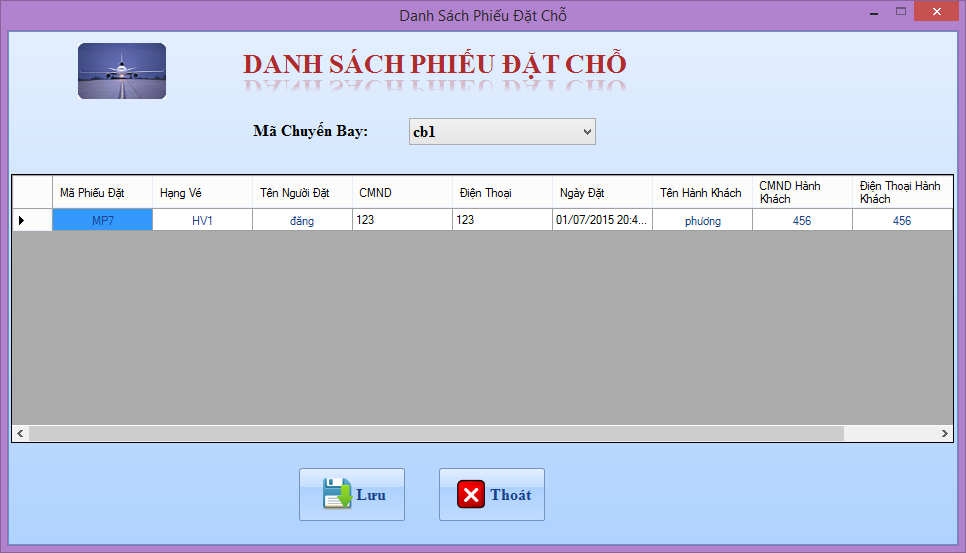 Danh Sách Phiếu Đặt Chỗ
DANH SÁCH PHIẾU ĐẶT CHỖ
Mã Chuyến Bay: cb1
Mã Phiếu Đặt Hạng Vé Tên Người Đặt CMND Điện Thoại Ngày Đặt Tên Hành Khách CMND Hành Khách Điện Thoại Hành Khách
MP7 HV1 đăng 123 123 01/07/2015 20:4... phương 456 456
Lưu Thoát